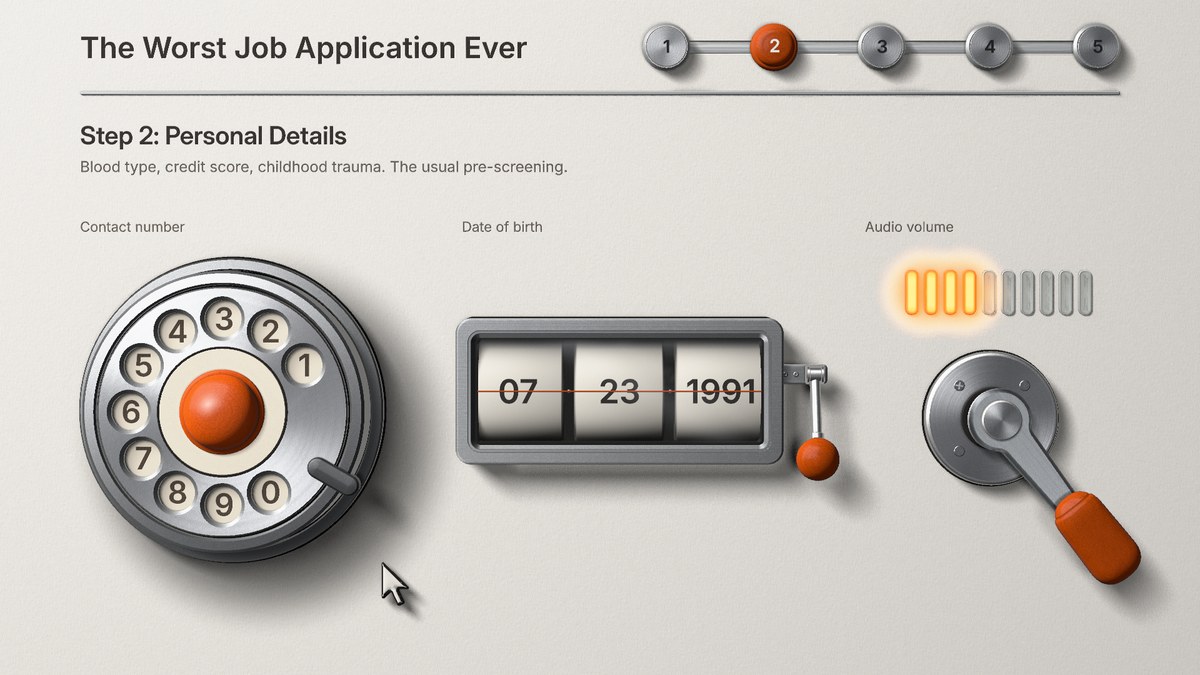 The Worst Job Application Ever
1 2 3 4 5
Step 2: Personal Details
Blood type, credit score, childhood trauma. The usual pre-screening.
Contact number
Date of birth
Audio volume
1
2
3
4
5
6
7
8
9
0
07 23 1991